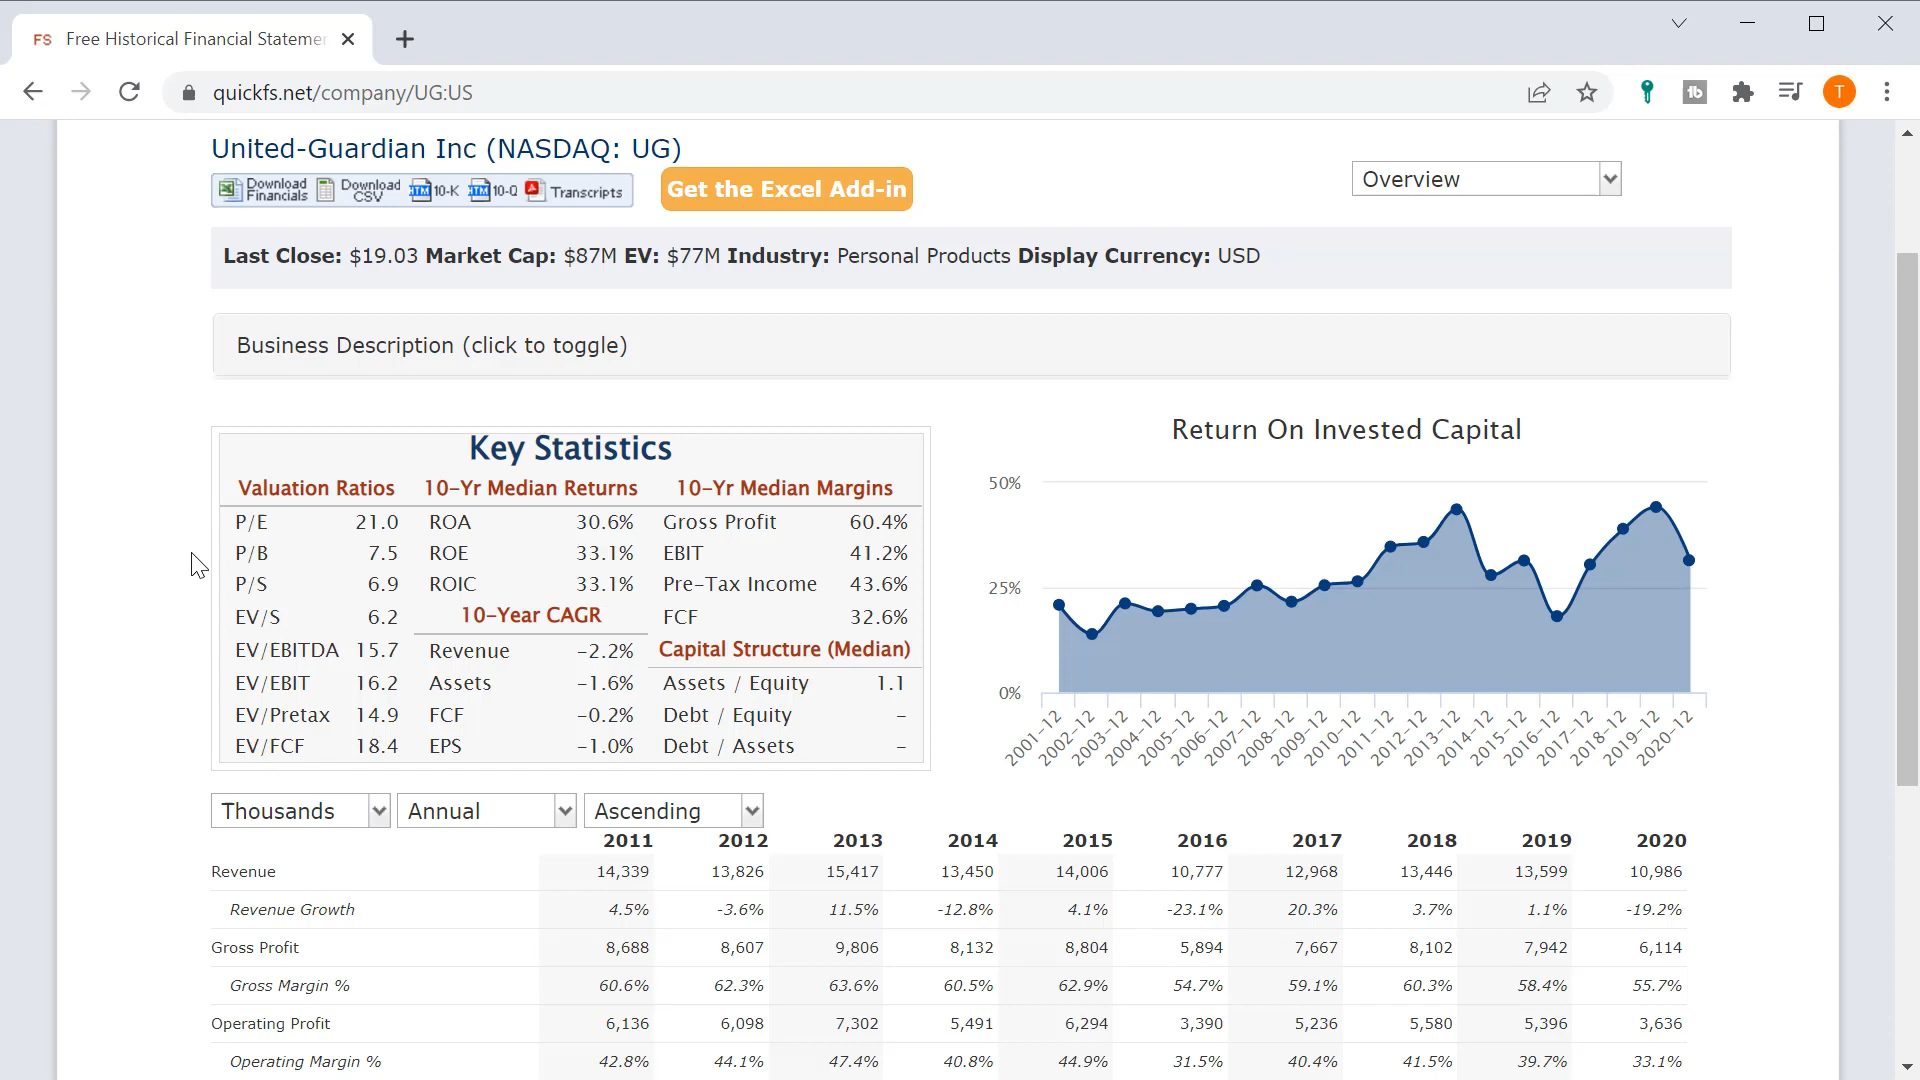 FS Free Historical Financial Statemer
quickfs.net/company/UG:US
T
United-Guardian Inc (NASDAQ: UG)
Download Financials Download CSV 10-K 10-Q Transcripts
Get the Excel Add-in
Overview
Last Close: $19.03 Market Cap: $87M EV: $77M Industry: Personal Products Display Currency: USD
Business Description (click to toggle)
Key Statistics
Valuation Ratios 10-Yr Median Returns 10-Yr Median Margins
P/E 21.0 ROA 30.6% Gross Profit 60.4%
P/B 7.5 ROE 33.1% EBIT 41.2%
P/S 6.9 ROIC 33.1% Pre-Tax Income 43.6%
EV/S 6.2 10-Year CAGR FCF 32.6%
EV/EBITDA 15.7 Revenue -2.2% Capital Structure (Median)
EV/EBIT 16.2 Assets -1.6% Assets / Equity 1.1
EV/Pretax 14.9 FCF -0.2% Debt / Equity -
EV/FCF 18.4 EPS -1.0% Debt / Assets -
Return On Invested Capital
50%
25%
0%
2001-12 2002-12 2003-12 2004-12 2005-12 2006-12 2007-12 2008-12 2009-12 2010-12 2011-12 2012-12 2013-12 2014-12 2015-12 2016-12 2017-12 2018-12 2019-12 2020-12
Thousands Annual Ascending
2011 2012 2013 2014 2015 2016 2017 2018 2019 2020
Revenue 14,339 13,826 15,417 13,450 14,006 10,777 12,968 13,446 13,599 10,986
Revenue Growth 4.5% -3.6% 11.5% -12.8% 4.1% -23.1% 20.3% 3.7% 1.1% -19.2%
Gross Profit 8,688 8,607 9,806 8,132 8,804 5,894 7,667 8,102 7,942 6,114
Gross Margin % 60.6% 62.3% 63.6% 60.5% 62.9% 54.7% 59.1% 60.3% 58.4% 55.7%
Operating Profit 6,136 6,098 7,302 5,491 6,294 3,390 5,236 5,580 5,396 3,636
Operating Margin % 42.8% 44.1% 47.4% 40.8% 44.9% 31.5% 40.4% 41.5% 39.7% 33.1%